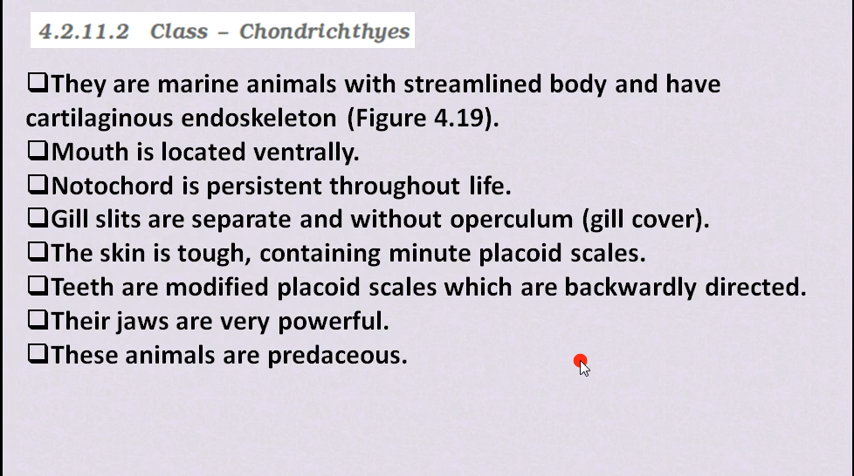 4.2.11.2 Class – Chondrichthyes
❑They are marine animals with streamlined body and have
cartilaginous endoskeleton (Figure 4.19).
❑Mouth is located ventrally.
❑Notochord is persistent throughout life.
❑Gill slits are separate and without operculum (gill cover).
❑The skin is tough, containing minute placoid scales.
❑Teeth are modified placoid scales which are backwardly directed.
❑Their jaws are very powerful.
❑These animals are predaceous.